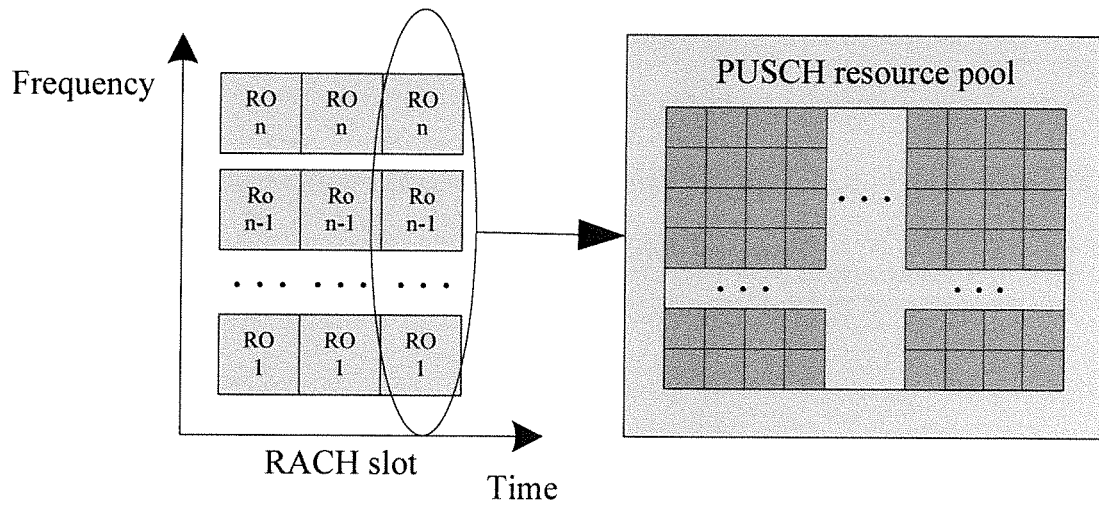 Frequency
PUSCH resource pool
RO RO RO
n n n
Ro Ro Ro
n-1 n-1 n-1
. . . . . . . . .
RO RO RO
1 1 1
. . .
. . . . . .
RACH slot
Time